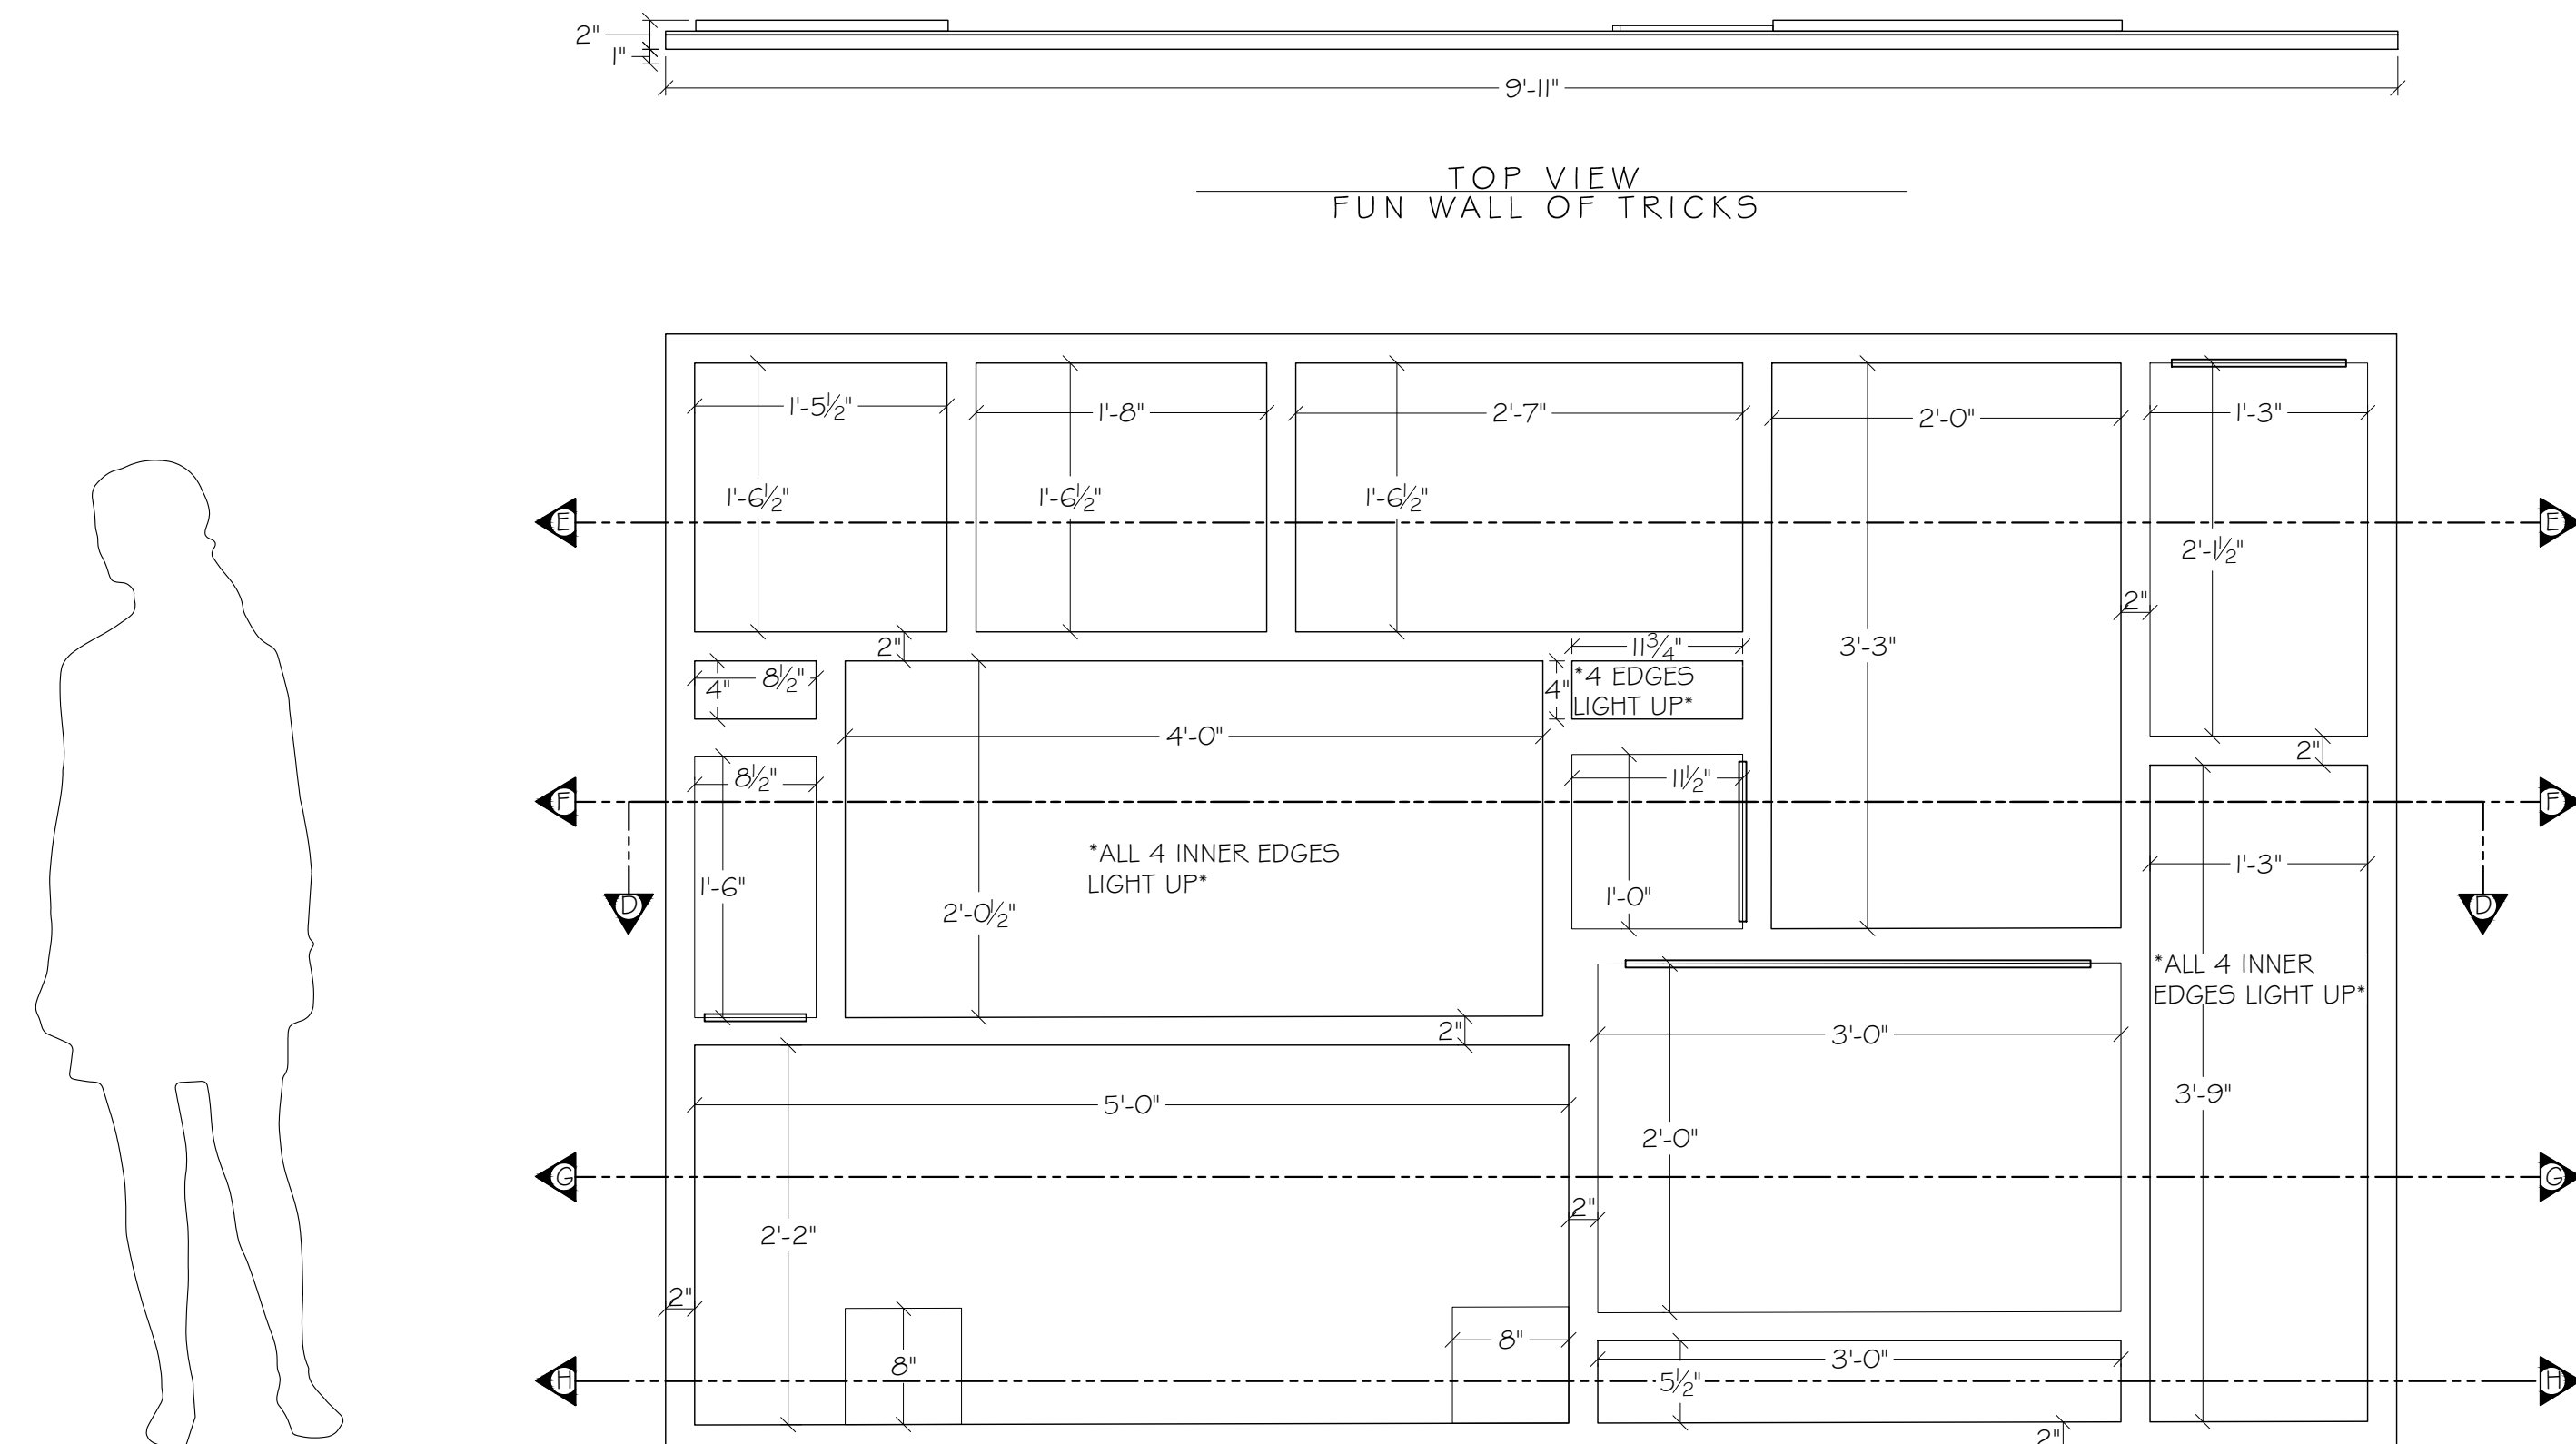 2"
1"
9'-11"
TOP VIEW
FUN WALL OF TRICKS
1'-5½"
1'-8"
2'-7"
2'-0"
1'-3"
1'-6½"
1'-6½"
1'-6½"
E
E
2'-1½"
2"
2"
11¾"
3'-3"
8½"
4"
4"
*4 EDGES
LIGHT UP*
4'-0"
2"
8½"
11½"
F
F
*ALL 4 INNER EDGES
LIGHT UP*
1'-3"
1'-6"
2'-0½"
1'-0"
D
D
*ALL 4 INNER
EDGES LIGHT UP*
2"
3'-0"
3'-9"
5'-0"
2'-0"
G
G
2"
2'-2"
2"
8"
8"
3'-0"
H
5½"
H
2"